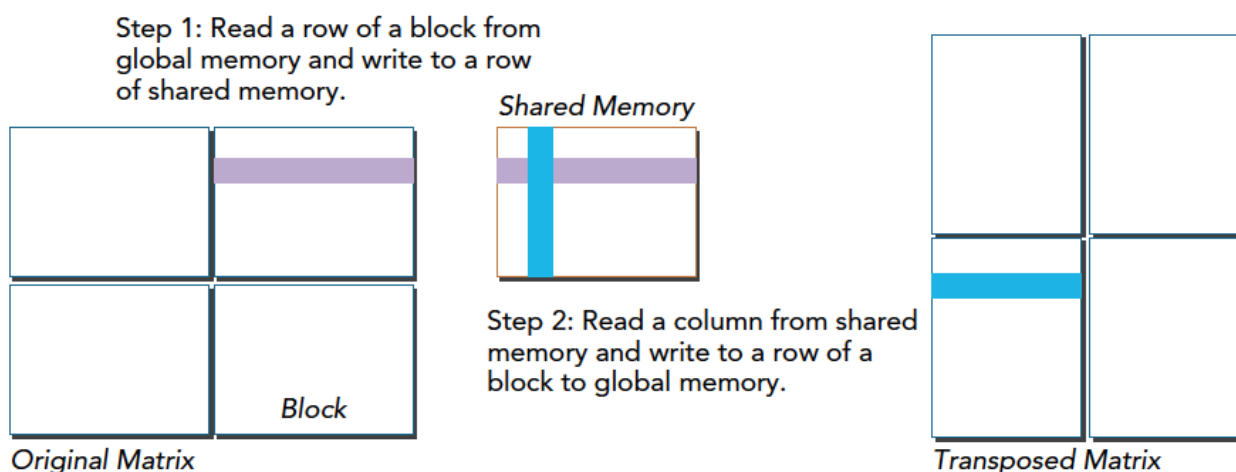 Step 1: Read a row of a block from
global memory and write to a row
of shared memory.
Shared Memory
Step 2: Read a column from shared
memory and write to a row of a
block to global memory.
Block
Original Matrix
Transposed Matrix